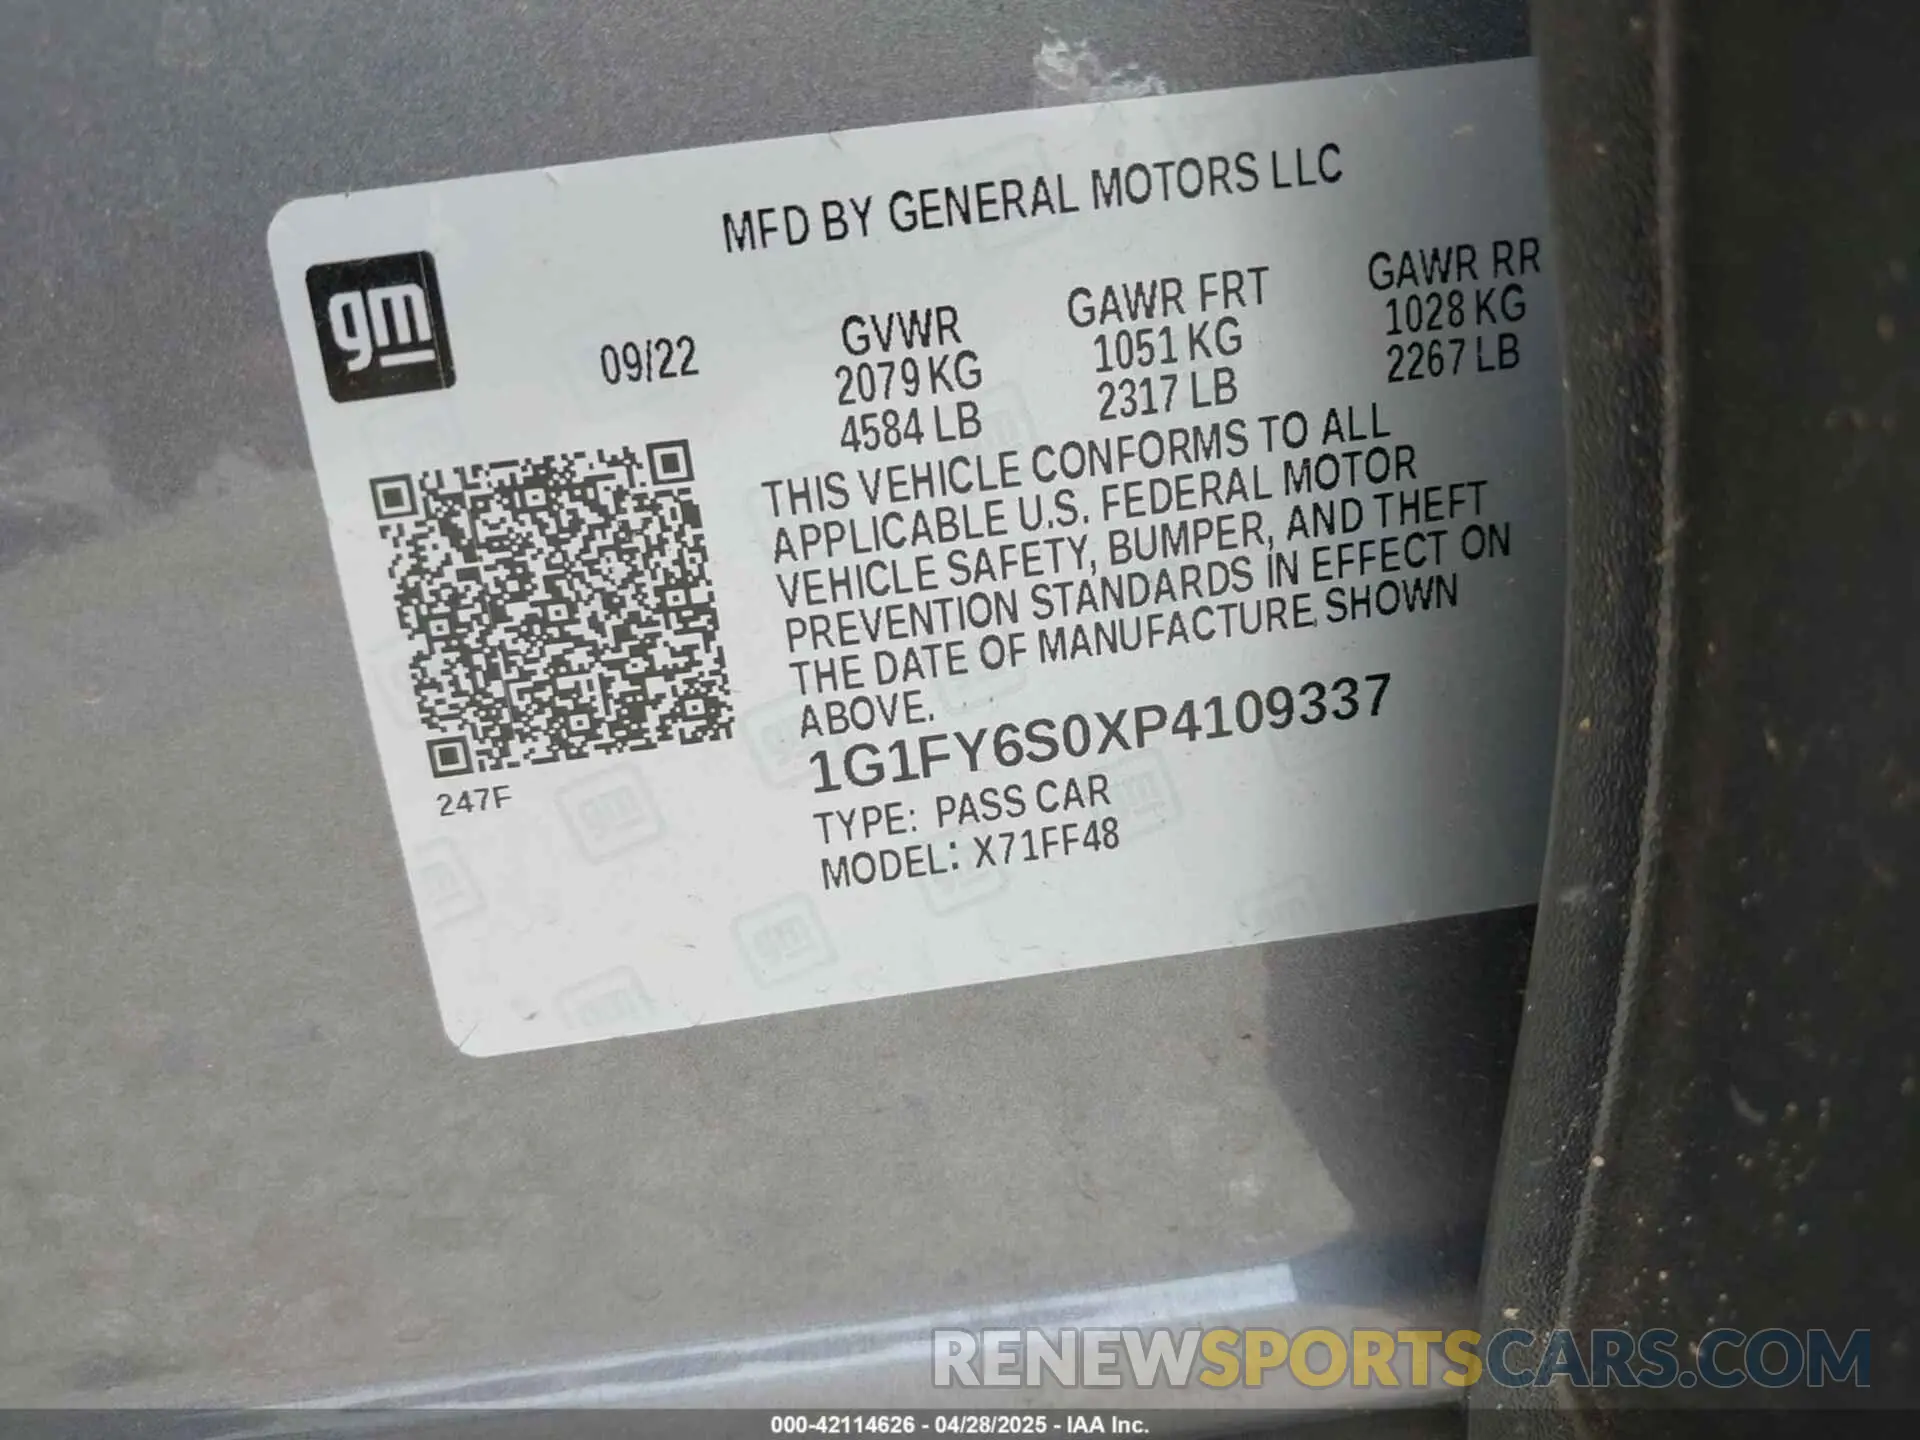 MFD BY GENERAL MOTORS LLC
gm
09/22
GVWR
2079 KG
4584 LB
GAWR FRT
1051 KG
2317 LB
GAWR RR
1028 KG
2267 LB
THIS VEHICLE CONFORMS TO ALL
APPLICABLE U.S. FEDERAL MOTOR
VEHICLE SAFETY, BUMPER, AND THEFT
PREVENTION STANDARDS IN EFFECT ON
THE DATE OF MANUFACTURE SHOWN
ABOVE.
1G1FY6S0XP4109337
TYPE: PASS CAR
MODEL: X71FF48
247F
RENEWSPORTSCARS.COM
000-42114626 - 04/28/2025 - IAA Inc.